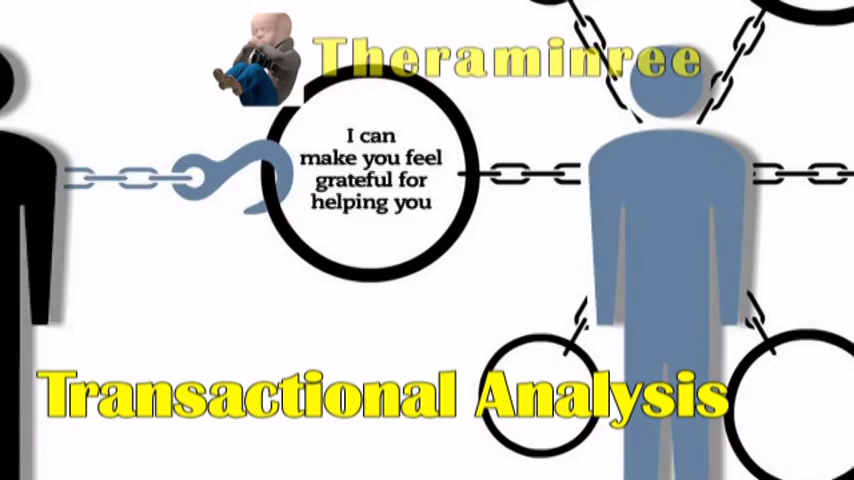 Theraminree
I can
make you feel
grateful for
helping you
Transactional Analysis